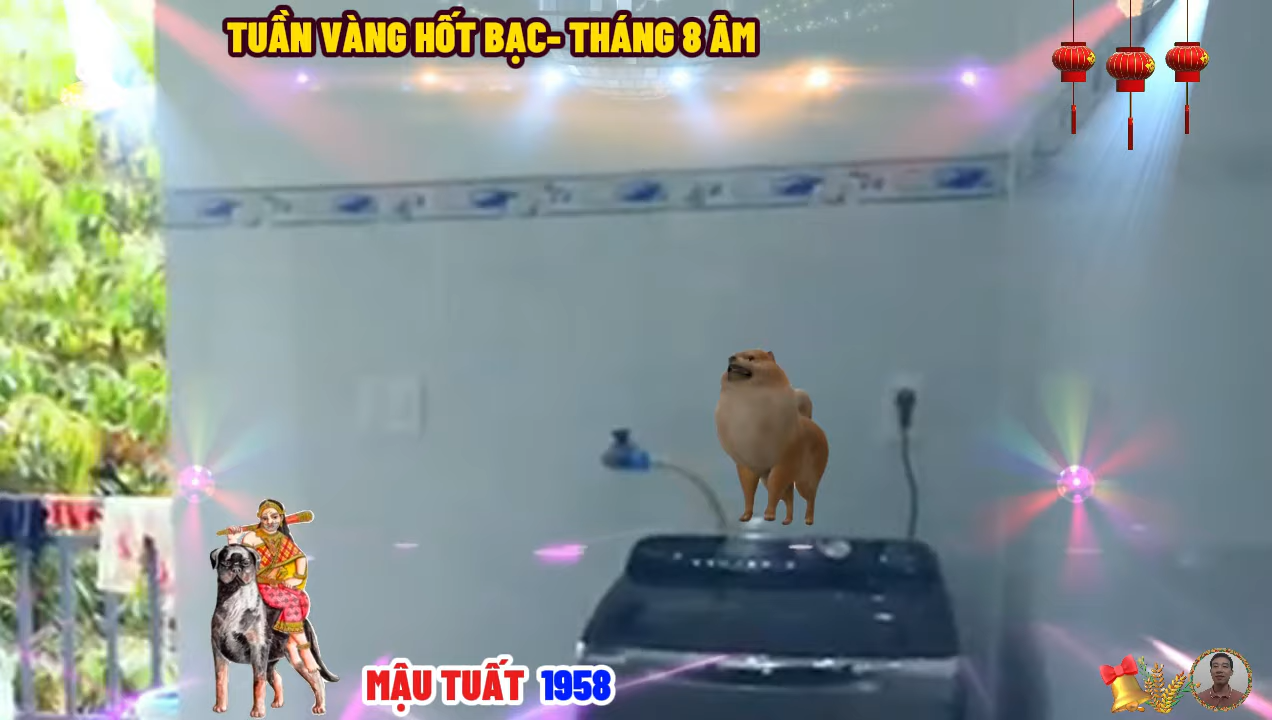 TUẦN VÀNG HỐT BẠC- THÁNG 8 ÂM
MẬU TUẤT 1958